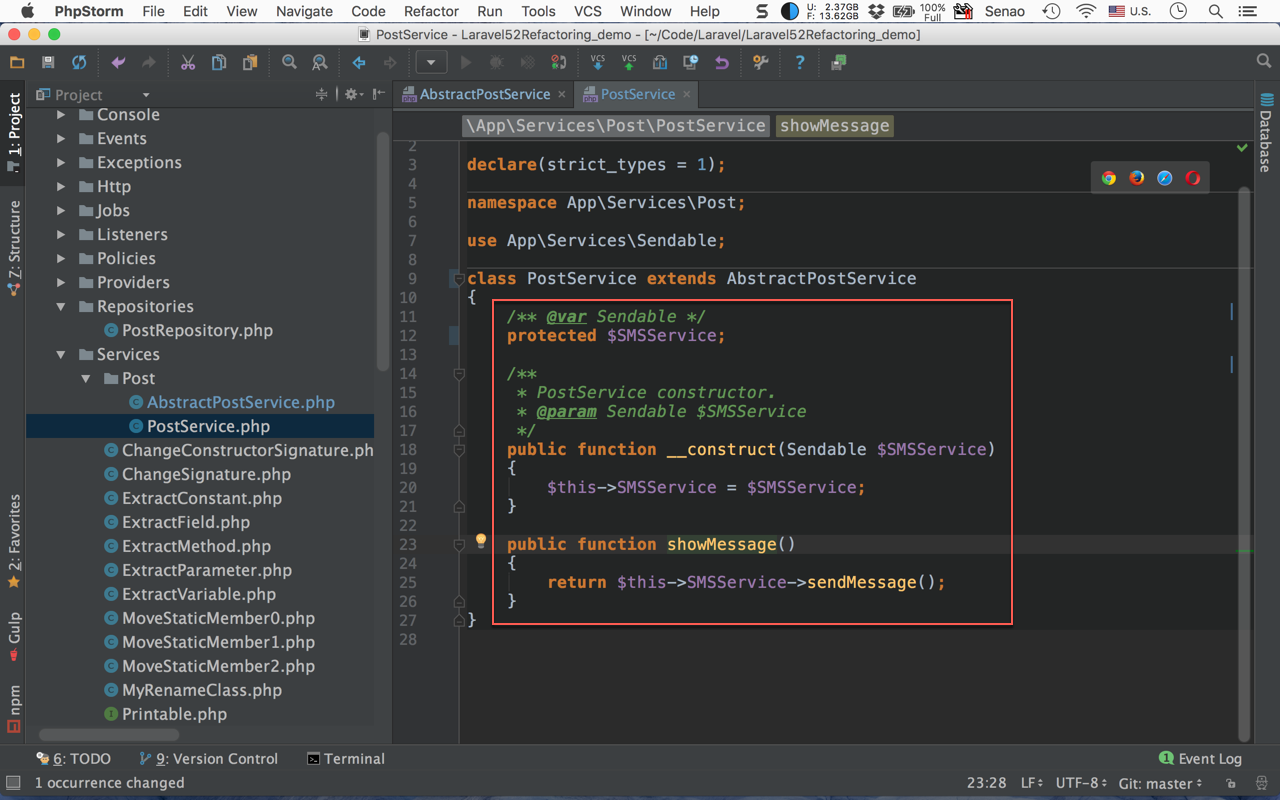 PhpStorm File Edit View Navigate Code Refactor Run Tools VCS Window Help S U: 2.37GB F: 13.62GB 100% Full Senao U.S.
PostService - Laravel52Refactoring_demo - [~/Code/Laravel/Laravel52Refactoring_demo]
VCS VCS ?
Project
AbstractPostService × PostService ×
\App\Services\Post\PostService showMessage
1: Project
7: Structure
2: Favorites
Gulp
npm
Database
Console
Events
Exceptions
Http
Jobs
Listeners
Policies
Providers
Repositories
PostRepository.php
Services
Post
AbstractPostService.php
PostService.php
ChangeConstructorSignature.ph
ChangeSignature.php
ExtractConstant.php
ExtractField.php
ExtractMethod.php
ExtractParameter.php
ExtractVariable.php
MoveStaticMember0.php
MoveStaticMember1.php
MoveStaticMember2.php
MyRenameClass.php
Printable.php
2
3 declare(strict_types = 1);
4
5 namespace App\Services\Post;
6
7 use App\Services\Sendable;
8
9 class PostService extends AbstractPostService
10 {
11 /** @var Sendable */
12 protected $SMSService;
13
14 /**
15 * PostService constructor.
16 * @param Sendable $SMSService
17 */
18 public function __construct(Sendable $SMSService)
19 {
20 $this->SMSService = $SMSService;
21 }
22
23 public function showMessage()
24 {
25 return $this->SMSService->sendMessage();
26 }
27 }
28
6: TODO 9: Version Control Terminal 1 Event Log
1 occurrence changed 23:28 LF UTF-8 Git: master